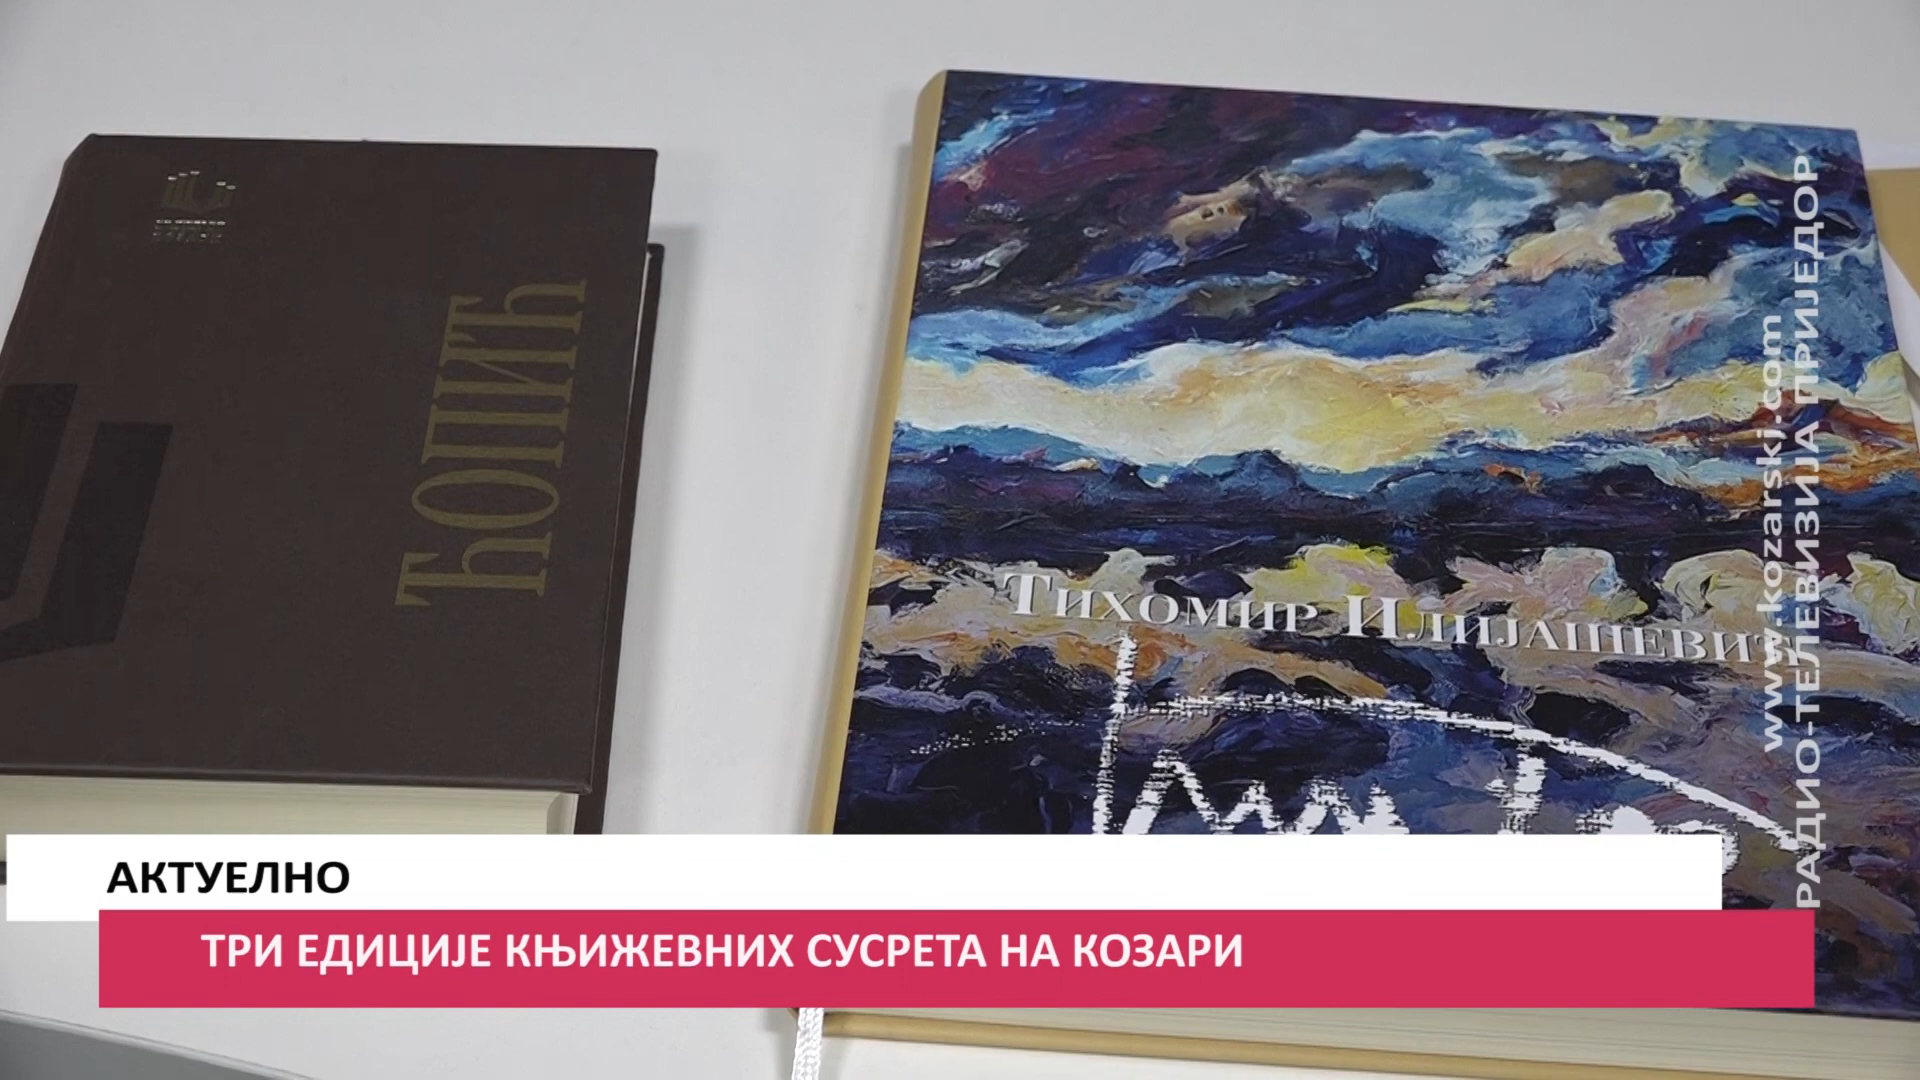 ЋОПИЋ
Тихомир Илијашевић
www.kozarski.com
РАДИО-ТЕЛЕВИЗИЈА ПРИЈЕДОР
АКТУЕЛНО
ТРИ ЕДИЦИЈЕ КЊИЖЕВНИХ СУСРЕТА НА КОЗАРИ